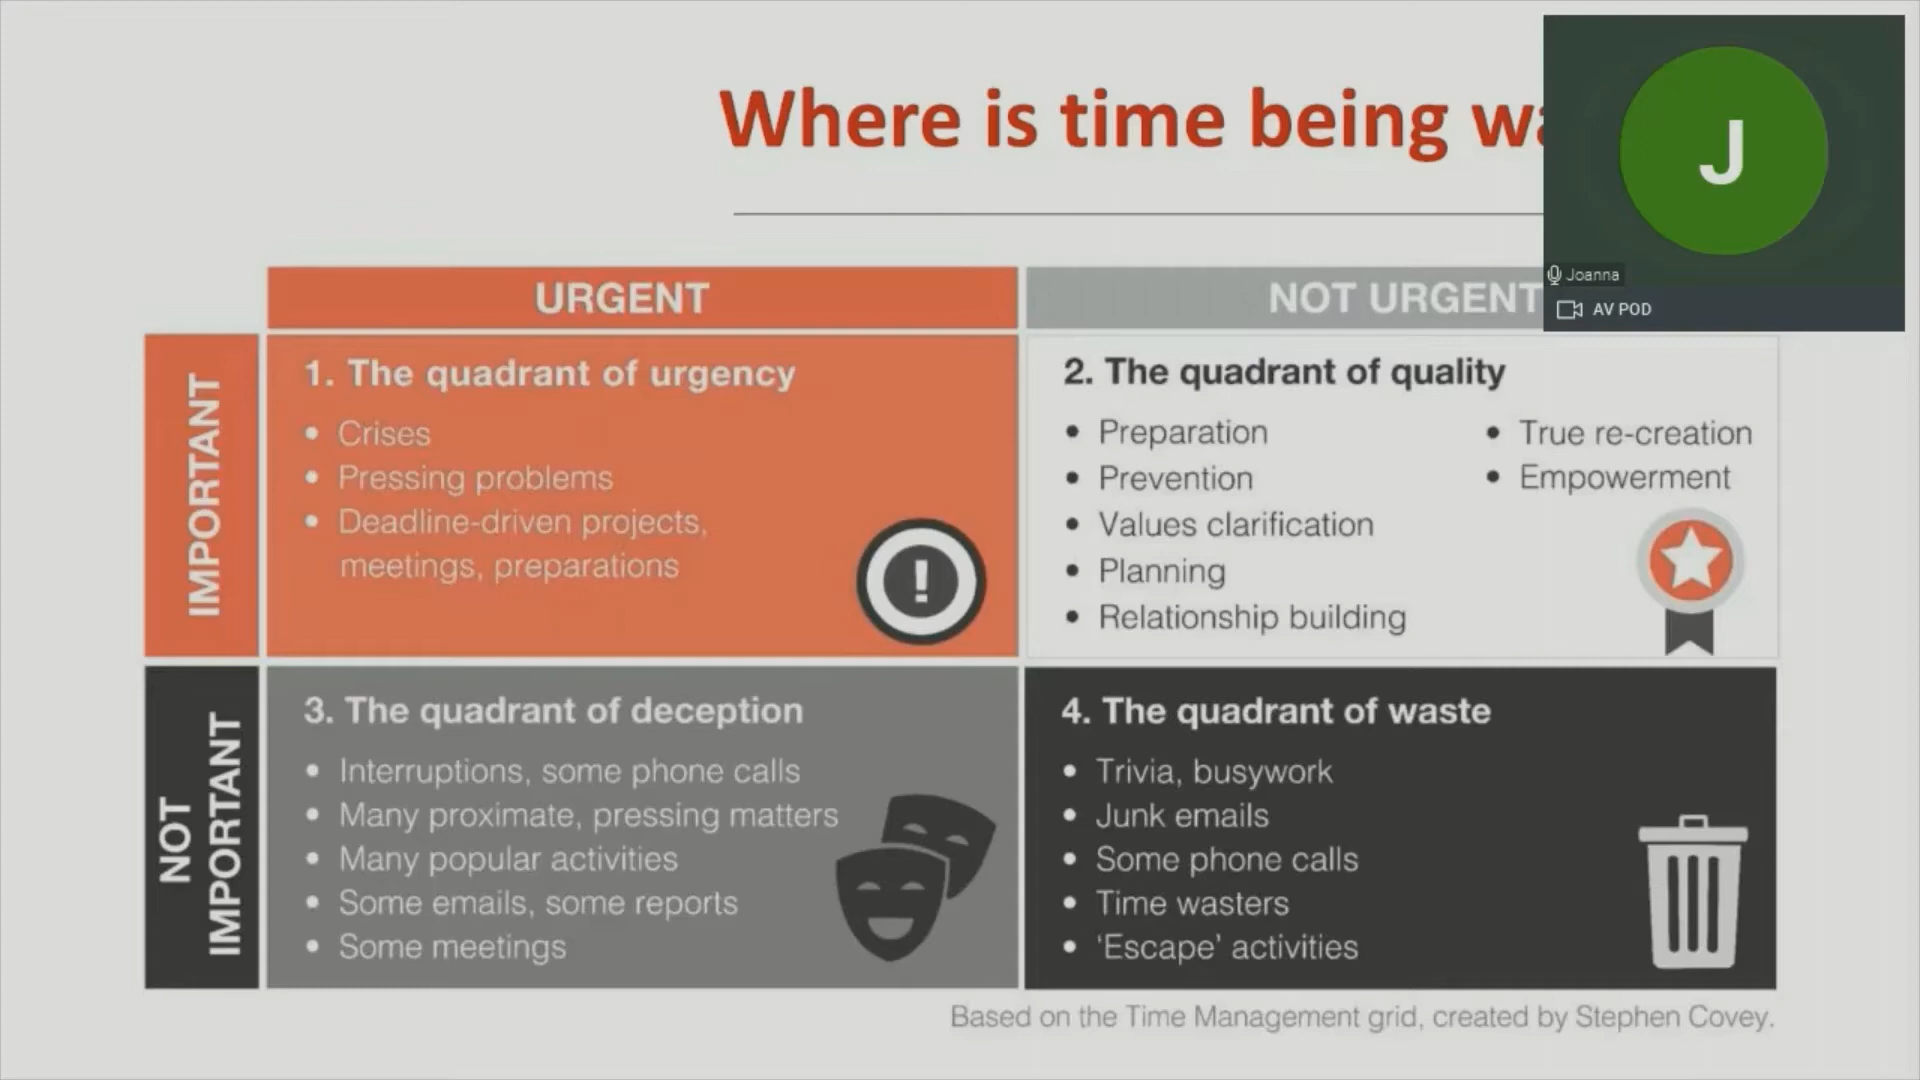 Where is time being
J
Joanna
AV POD
URGENT
NOT URGENT
IMPORTANT
1. The quadrant of urgency
• Crises
• Pressing problems
• Deadline-driven projects,
meetings, preparations
!
2. The quadrant of quality
• Preparation
• Prevention
• Values clarification
• Planning
• Relationship building
• True re-creation
• Empowerment
NOT
IMPORTANT
3. The quadrant of deception
• Interruptions, some phone calls
• Many proximate, pressing matters
• Many popular activities
• Some emails, some reports
• Some meetings
4. The quadrant of waste
• Trivia, busywork
• Junk emails
• Some phone calls
• Time wasters
• ‘Escape’ activities
Based on the Time Management grid, created by Stephen Covey.